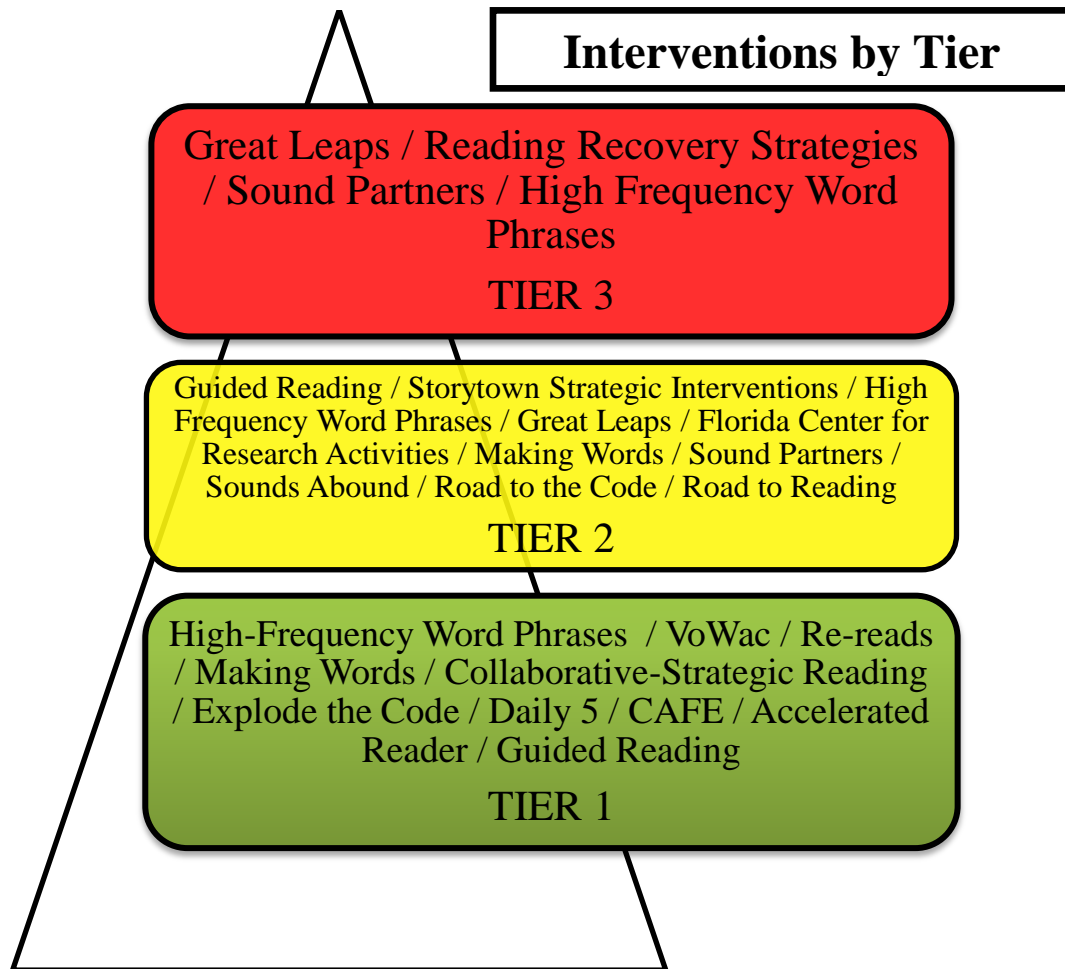 Interventions by Tier
Great Leaps / Reading Recovery Strategies
/ Sound Partners / High Frequency Word
Phrases
TIER 3
Guided Reading / Storytown Strategic Interventions / High
Frequency Word Phrases / Great Leaps / Florida Center for
Research Activities / Making Words / Sound Partners /
Sounds Abound / Road to the Code / Road to Reading
TIER 2
High-Frequency Word Phrases / VoWac / Re-reads
/ Making Words / Collaborative-Strategic Reading
/ Explode the Code / Daily 5 / CAFE / Accelerated
Reader / Guided Reading
TIER 1